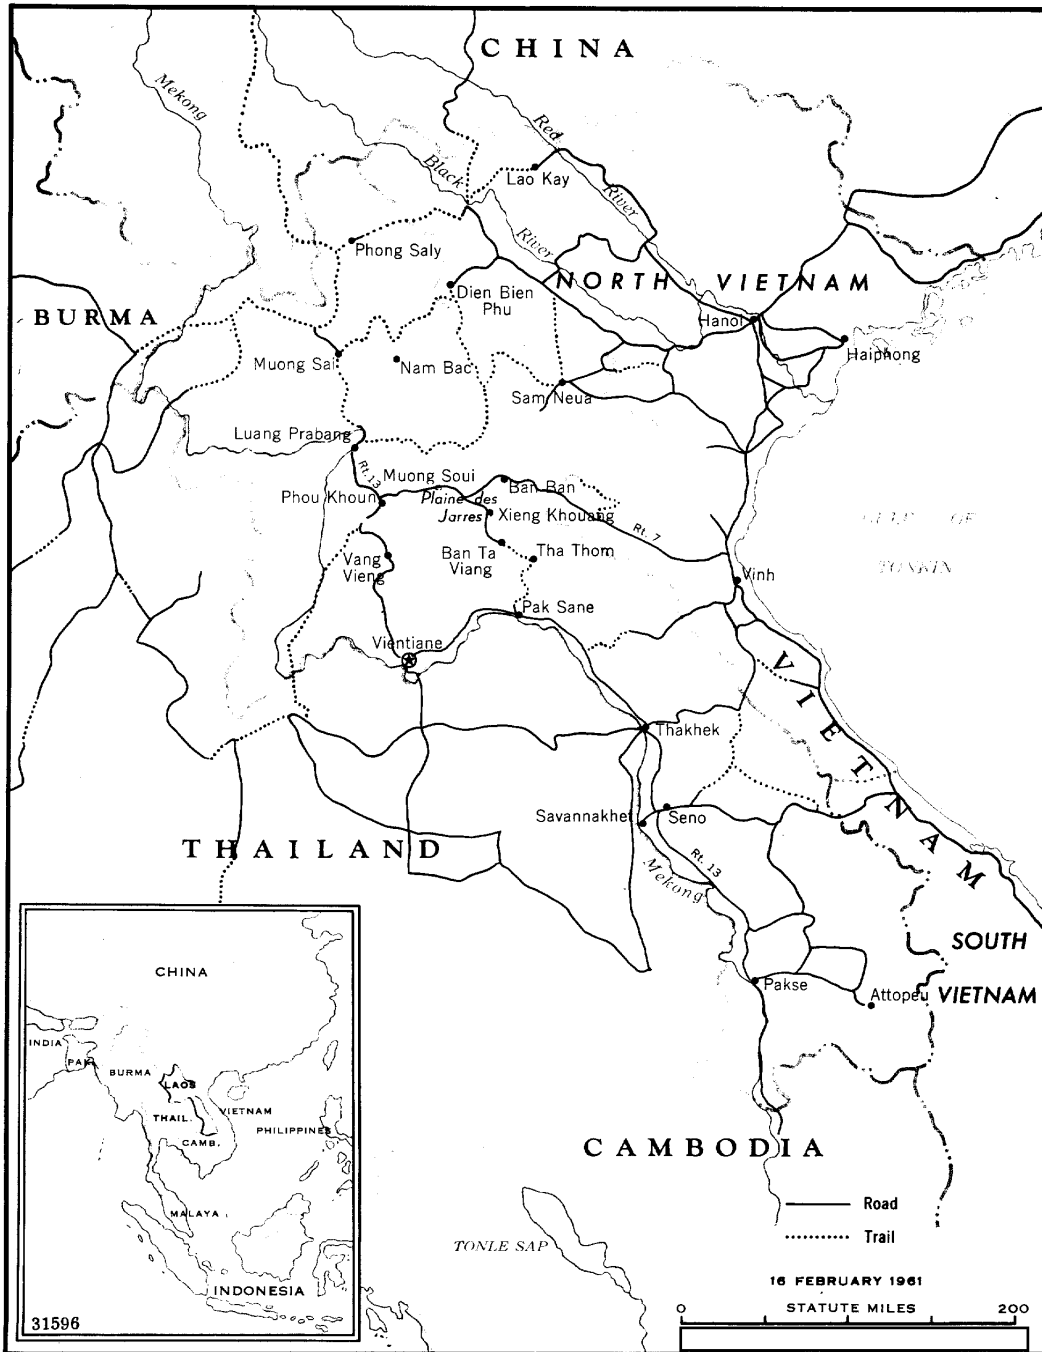 CHINA
Mekong
Red
River
Black
River
Lao Kay
Phong Saly
NORTH VIETNAM
Dien Bien
Phu
BURMA
Hanoi
Haiphong
Muong Sai
Nam Bac
Sam Neua
Luang Prabang
Rt. 13
Muong Soui
Ban Ban
Phou Khoun
Plaine des
Jarres
Xieng Khouang
Rt. 7
GULF OF
TONKIN
Vang
Vieng
Ban Ta
Viang
Tha Thom
Vinh
Pak Sane
Vientiane
VIETNAM
Thakhek
Savannakhet
Seno
THAILAND
Rt. 13
Mekong
SOUTH
VIETNAM
Pakse
Attopeu
CAMBODIA
TONLE SAP
Road
Trail
16 FEBRUARY 1961
0 STATUTE MILES 200
CHINA
INDIA
PAK.
BURMA
LAOS
THAIL.
VIETNAM
PHILIPPINES
CAMB.
MALAYA
INDONESIA
31596